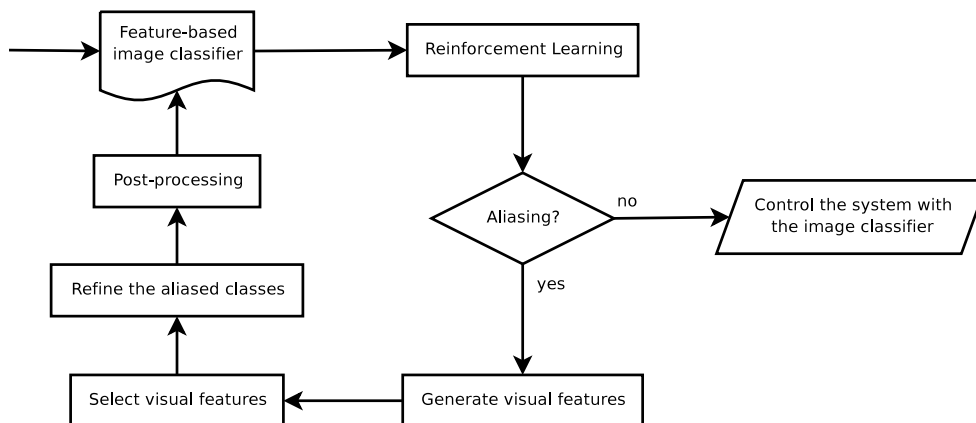 Feature-based
image classifier
Reinforcement Learning
Post-processing
Aliasing?
no
Control the system with
the image classifier
Refine the aliased classes
yes
Select visual features
Generate visual features